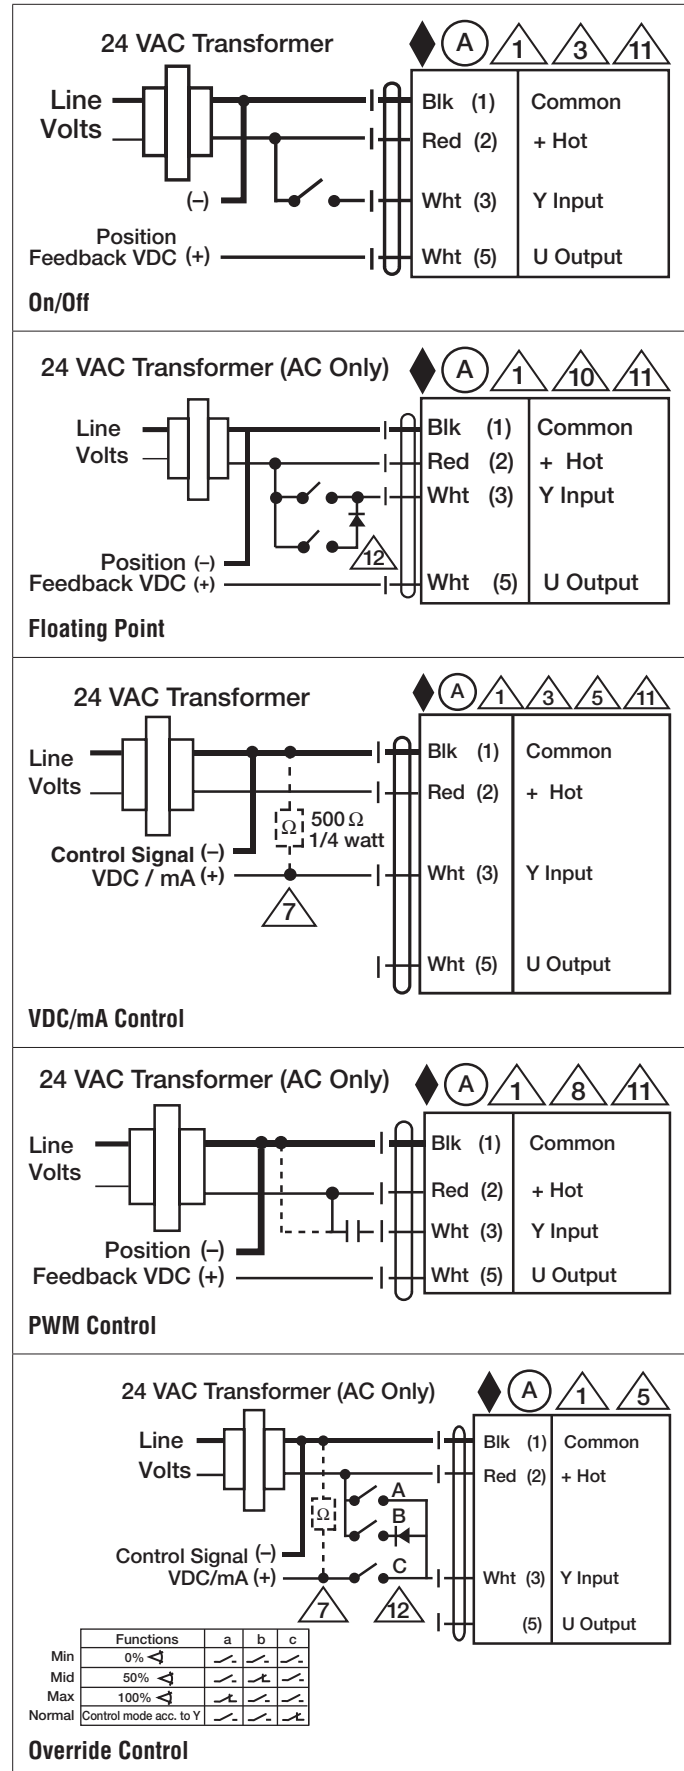 24 VAC Transformer
A 1 3 11
Line
Volts
Blk (1) Common
Red (2) + Hot
(–)
Wht (3) Y Input
Position
Feedback VDC (+)
Wht (5) U Output
On/Off
24 VAC Transformer (AC Only)
A 1 10 11
Line
Volts
Blk (1) Common
Red (2) + Hot
Wht (3) Y Input
12
Position (–)
Feedback VDC (+)
Wht (5) U Output
Floating Point
24 VAC Transformer
A 1 3 5 11
Line
Volts
Blk (1) Common
Red (2) + Hot
Ω 500 Ω
1/4 watt
Control Signal (–)
VDC / mA (+)
Wht (3) Y Input
7
Wht (5) U Output
VDC/mA Control
24 VAC Transformer (AC Only)
A 1 8 11
Line
Volts
Blk (1) Common
Red (2) + Hot
Wht (3) Y Input
Position (–)
Feedback VDC (+)
Wht (5) U Output
PWM Control
24 VAC Transformer (AC Only)
A 1 5
Line
Volts
Blk (1) Common
Red (2) + Hot
A
Ω
B
Control Signal (–)
VDC/mA (+)
C
Wht (3) Y Input
7 12
(5) U Output
Functions a b c
Min 0%
Mid 50%
Max 100%
Normal Control mode acc. to Y
Override Control